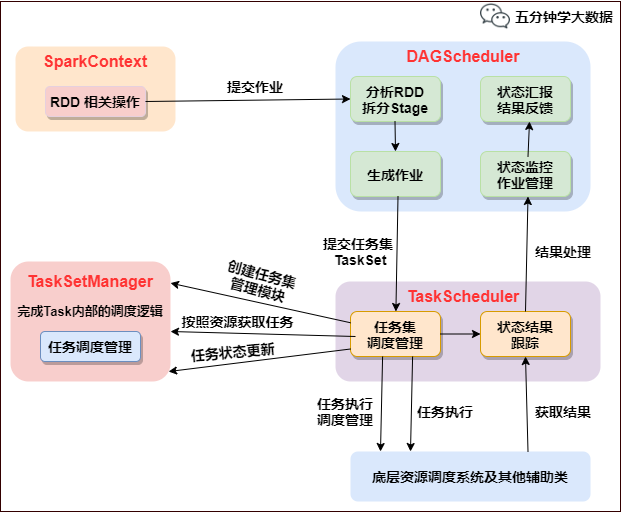 五分钟学大数据
SparkContext
RDD 相关操作
提交作业
DAGScheduler
分析RDD
拆分Stage
状态汇报
结果反馈
生成作业
状态监控
作业管理
提交任务集
TaskSet
结果处理
创建任务集
管理模块
TaskSetManager
完成Task内部的调度逻辑
任务调度管理
按照资源获取任务
任务状态更新
TaskScheduler
任务集
调度管理
状态结果
跟踪
任务执行
调度管理
任务执行
获取结果
底层资源调度系统及其他辅助类